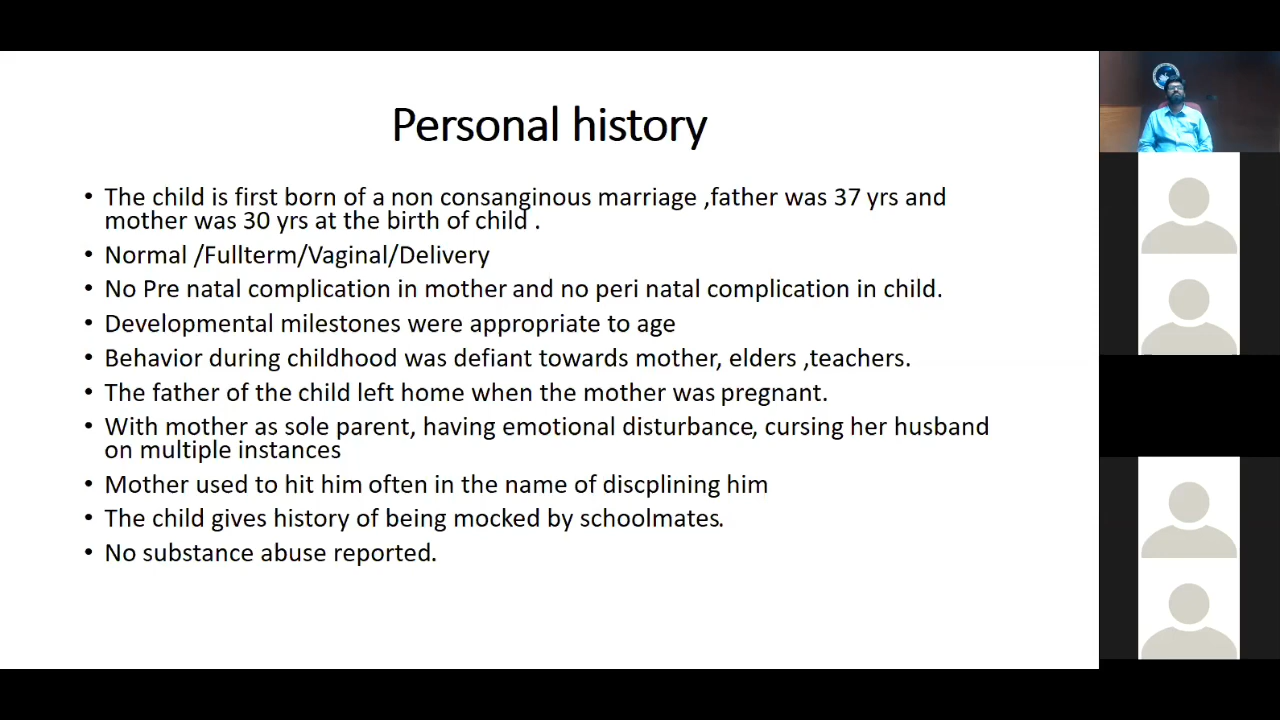 Personal history
• The child is first born of a non consanginous marriage ,father was 37 yrs and
mother was 30 yrs at the birth of child .
• Normal /Fullterm/Vaginal/Delivery
• No Pre natal complication in mother and no peri natal complication in child.
• Developmental milestones were appropriate to age
• Behavior during childhood was defiant towards mother, elders ,teachers.
• The father of the child left home when the mother was pregnant.
• With mother as sole parent, having emotional disturbance, cursing her husband
on multiple instances
• Mother used to hit him often in the name of discplining him
• The child gives history of being mocked by schoolmates.
• No substance abuse reported.